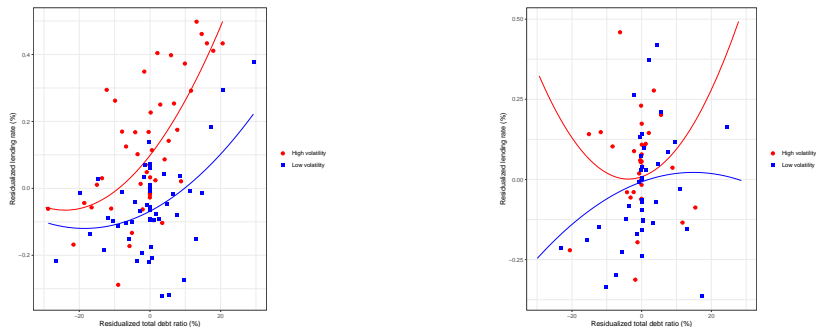 Residualized lending rate (%)
0.4
0.2
0.0
−0.2
−20
0
20
Residualized total debt ratio (%)
High volatility
Low volatility
Residualized lending rate (%)
0.50
0.25
0.00
−0.25
−20
0
20
Residualized total debt ratio (%)
High volatility
Low volatility